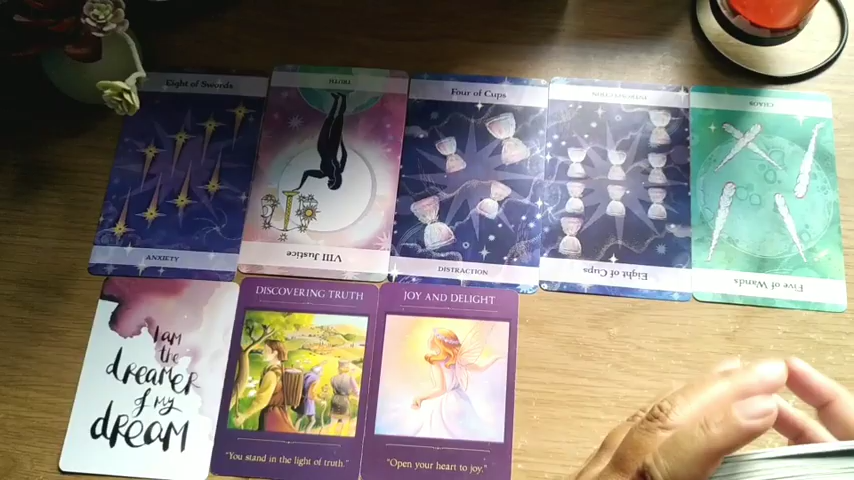 Eight of Swords
ANXIETY
TRUTH
VIII Justice
Four of Cups
DISTRACTION
INTROSPECTION
Eight of Cups
CHAOS
Five of Wands
I am
the
dreamer
of my
dream
DISCOVERING TRUTH
"You stand in the light of truth."
JOY AND DELIGHT
"Open your heart to joy."